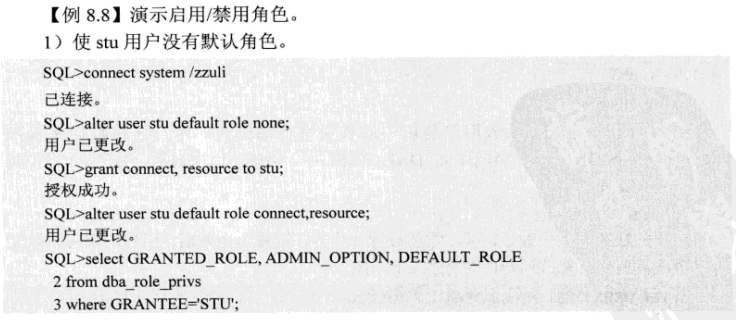 【例 8.8】演示启用/禁用角色。
1）使 stu 用户没有默认角色。
SQL>connect system /zzuli
已连接。
SQL>alter user stu default role none;
用户已更改。
SQL>grant connect, resource to stu;
授权成功。
SQL>alter user stu default role connect,resource;
用户已更改。
SQL>select GRANTED_ROLE, ADMIN_OPTION, DEFAULT_ROLE
2 from dba_role_privs
3 where GRANTEE='STU';